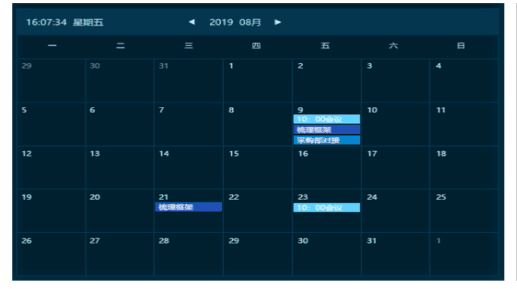 16:07:34 星期五 ◄ 2019 08月 ►
一 二 三 四 五 六 日
29 30 31 1 2 3 4
5 6 7 8 9 10 11
10：00会议
梳理框架
采购部对接
12 13 14 15 16 17 18
19 20 21 22 23 24 25
梳理框架 10：00会议
26 27 28 29 30 31 1